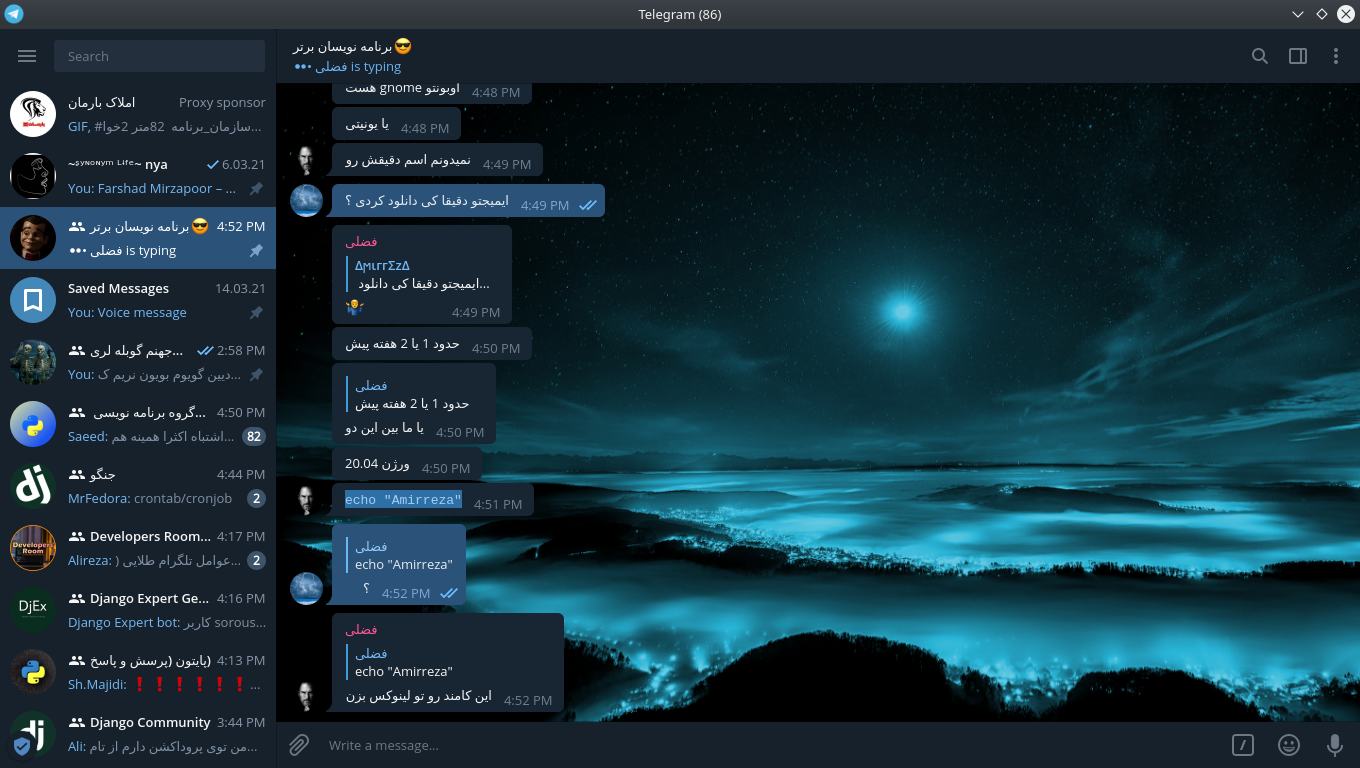 Telegram (86)
Search
املاک بارمان
Proxy sponsor
GIF, #سازمان_برنامه 82متر 2خوا...
~ˢʸᴺᴼᴺʸᵐ ᴸⁱᶠᵉ~ nya
6.03.21
You: Farshad Mirzapoor – ...
برنامه نویسان برتر😎
4:52 PM
••• فضلی is typing
Saved Messages
14.03.21
You: Voice message
جهنم گوبله لری...
2:58 PM
You: دیین گویوم بویون نریم ک...
گروه برنامه نویسی...
4:50 PM
Saeed: اشتباه اکثرا همینه هم...
82
جنگو
4:44 PM
MrFedora: crontab/cronjob
2
Developers Room...
4:17 PM
Alireza: عوامل تلگرام طلایی (...
2
Developers Room
Django Expert Ge...
4:16 PM
Django Expert bot: کاربر sorous...
DjEx
پایتون (پرسش و پاسخ)
4:13 PM
Sh.Majidi: ❗❗❗❗❗❗...
Django Community
3:44 PM
Ali: من توی پروداکشن دارم از تام...
dj
برنامه نویسان برتر😎
••• فضلی is typing
اوبونتو gnome هست
4:48 PM
یا یونیتی
4:48 PM
نمیدونم اسم دقیقش رو
4:49 PM
ایمیجتو دقیقا کی دانلود کردی ؟
4:49 PM
فضلی
ΔϻιrrΣzΔ
ایمیجتو دقیقا کی دانلود...
🤷‍♂️
4:49 PM
حدود 1 یا 2 هفته پیش
4:50 PM
فضلی
حدود 1 یا 2 هفته پیش
یا ما بین این دو
4:50 PM
ورژن 20.04
4:50 PM
echo "Amirreza"
4:51 PM
فضلی
echo "Amirreza"
؟
4:52 PM
فضلی
فضلی
echo "Amirreza"
این کامند رو تو لینوکس بزن
4:52 PM
Write a message...